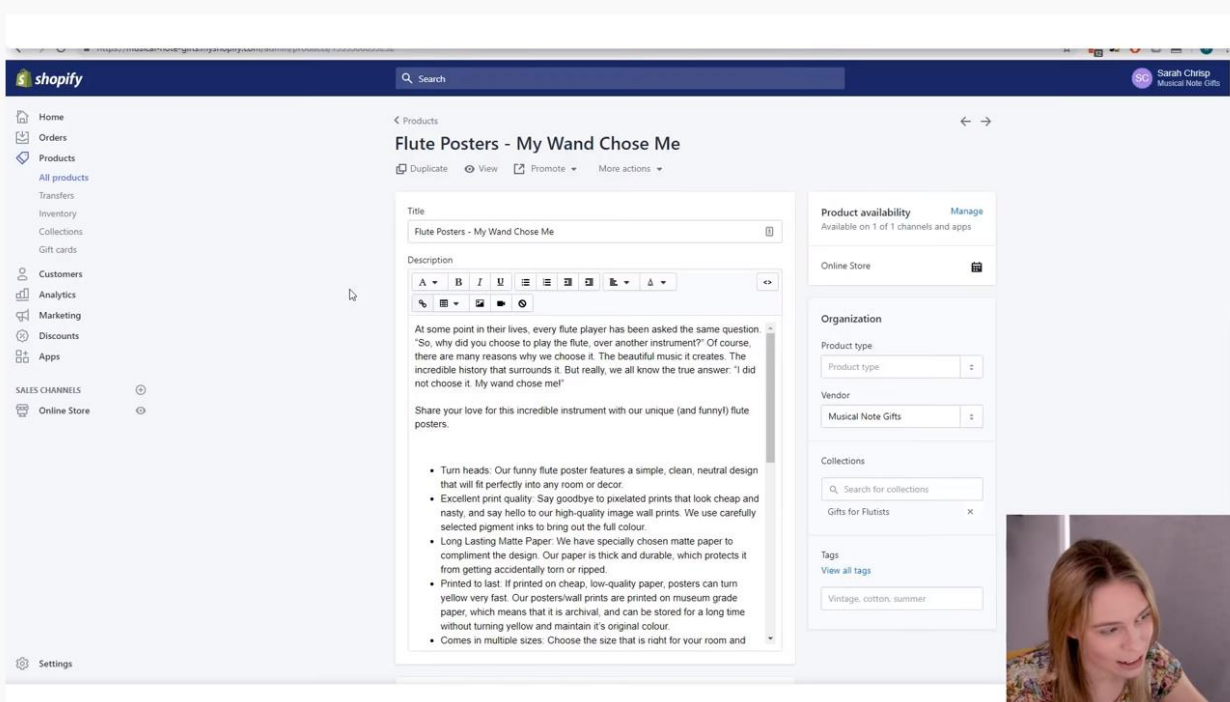 shopify
Search
SC
Sarah Chrisp
Musical Note Gifts
Home
Orders
Products
All products
Transfers
Inventory
Collections
Gift cards
Customers
Analytics
Marketing
Discounts
Apps
SALES CHANNELS
Online Store
Settings
Products
Flute Posters - My Wand Chose Me
Duplicate View Promote More actions
Title
Flute Posters - My Wand Chose Me
Description
A B I U A <>
At some point in their lives, every flute player has been asked the same question.
“So, why did you choose to play the flute, over another instrument?” Of course,
there are many reasons why we choose it. The beautiful music it creates. The
incredible history that surrounds it. But really, we all know the true answer: “I did
not choose it. My wand chose me!”
Share your love for this incredible instrument with our unique (and funny!) flute
posters.
• Turn heads: Our funny flute poster features a simple, clean, neutral design
that will fit perfectly into any room or decor.
• Excellent print quality: Say goodbye to pixelated prints that look cheap and
nasty, and say hello to our high-quality image wall prints. We use carefully
selected pigment inks to bring out the full colour.
• Long Lasting Matte Paper: We have specially chosen matte paper to
compliment the design. Our paper is thick and durable, which protects it
from getting accidentally torn or ripped.
• Printed to last: If printed on cheap, low-quality paper, posters can turn
yellow very fast. Our posters/wall prints are printed on museum grade
paper, which means that it is archival, and can be stored for a long time
without turning yellow and maintain it's original colour.
• Comes in multiple sizes: Choose the size that is right for your room and
Product availability Manage
Available on 1 of 1 channels and apps
Online Store
Organization
Product type
Product type
Vendor
Musical Note Gifts
Collections
Search for collections
Gifts for Flutists
Tags
View all tags
Vintage, cotton, summer